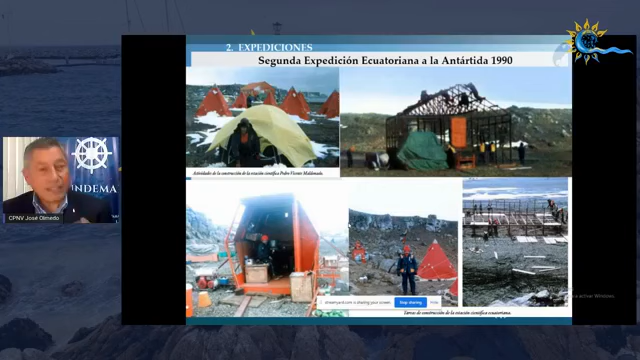 2. EXPEDICIONES
Segunda Expedición Ecuatoriana a la Antártida 1990
Actividades de la construcción de la estación científica Pedro Vicente Maldonado.
INDEMA
CPNV José Olmedo
streamyard.com is sharing your screen.
Stop sharing
Hide
a activar Windows.
Tareas de construcción de la estación científica ecuatoriana.